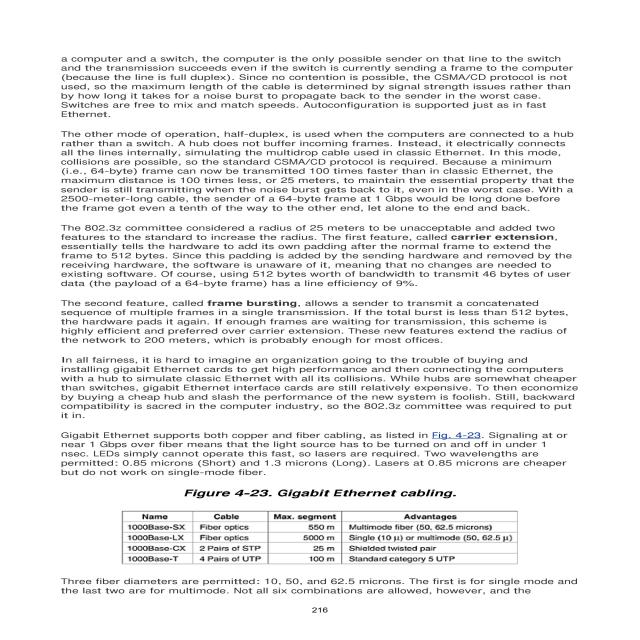 a computer and a switch, the computer is the only possible sender on that line to the switch
and the transmission succeeds even if the switch is currently sending a frame to the computer
(because the line is full duplex). Since no contention is possible, the CSMA/CD protocol is not
used, so the maximum length of the cable is determined by signal strength issues rather than
by how long it takes for a noise burst to propagate back to the sender in the worst case.
Switches are free to mix and match speeds. Autoconfiguration is supported just as in fast
Ethernet.
The other mode of operation, half-duplex, is used when the computers are connected to a hub
rather than a switch. A hub does not buffer incoming frames. Instead, it electrically connects
all the lines internally, simulating the multidrop cable used in classic Ethernet. In this mode,
collisions are possible, so the standard CSMA/CD protocol is required. Because a minimum
(i.e., 64-byte) frame can now be transmitted 100 times faster than in classic Ethernet, the
maximum distance is 100 times less, or 25 meters, to maintain the essential property that the
sender is still transmitting when the noise burst gets back to it, even in the worst case. With a
2500-meter-long cable, the sender of a 64-byte frame at 1 Gbps would be long done before
the frame got even a tenth of the way to the other end, let alone to the end and back.
The 802.3z committee considered a radius of 25 meters to be unacceptable and added two
features to the standard to increase the radius. The first feature, called carrier extension,
essentially tells the hardware to add its own padding after the normal frame to extend the
frame to 512 bytes. Since this padding is added by the sending hardware and removed by the
receiving hardware, the software is unaware of it, meaning that no changes are needed to
existing software. Of course, using 512 bytes worth of bandwidth to transmit 46 bytes of user
data (the payload of a 64-byte frame) has a line efficiency of 9%.
The second feature, called frame bursting, allows a sender to transmit a concatenated
sequence of multiple frames in a single transmission. If the total burst is less than 512 bytes,
the hardware pads it again. If enough frames are waiting for transmission, this scheme is
highly efficient and preferred over carrier extension. These new features extend the radius of
the network to 200 meters, which is probably enough for most offices.
In all fairness, it is hard to imagine an organization going to the trouble of buying and
installing gigabit Ethernet cards to get high performance and then connecting the computers
with a hub to simulate classic Ethernet with all its collisions. While hubs are somewhat cheaper
than switches, gigabit Ethernet interface cards are still relatively expensive. To then economize
by buying a cheap hub and slash the performance of the new system is foolish. Still, backward
compatibility is sacred in the computer industry, so the 802.3z committee was required to put
it in.
Gigabit Ethernet supports both copper and fiber cabling, as listed in Fig. 4-23. Signaling at or
near 1 Gbps over fiber means that the light source has to be turned on and off in under 1
nsec. LEDs simply cannot operate this fast, so lasers are required. Two wavelengths are
permitted: 0.85 microns (Short) and 1.3 microns (Long). Lasers at 0.85 microns are cheaper
but do not work on single-mode fiber.
Figure 4-23. Gigabit Ethernet cabling.
Name Cable Max. segment Advantages
1000Base-SX Fiber optics 550 m Multimode fiber (50, 62.5 microns)
1000Base-LX Fiber optics 5000 m Single (10 μ) or multimode (50, 62.5 μ)
1000Base-CX 2 Pairs of STP 25 m Shielded twisted pair
1000Base-T 4 Pairs of UTP 100 m Standard category 5 UTP
Three fiber diameters are permitted: 10, 50, and 62.5 microns. The first is for single mode and
the last two are for multimode. Not all six combinations are allowed, however, and the
216